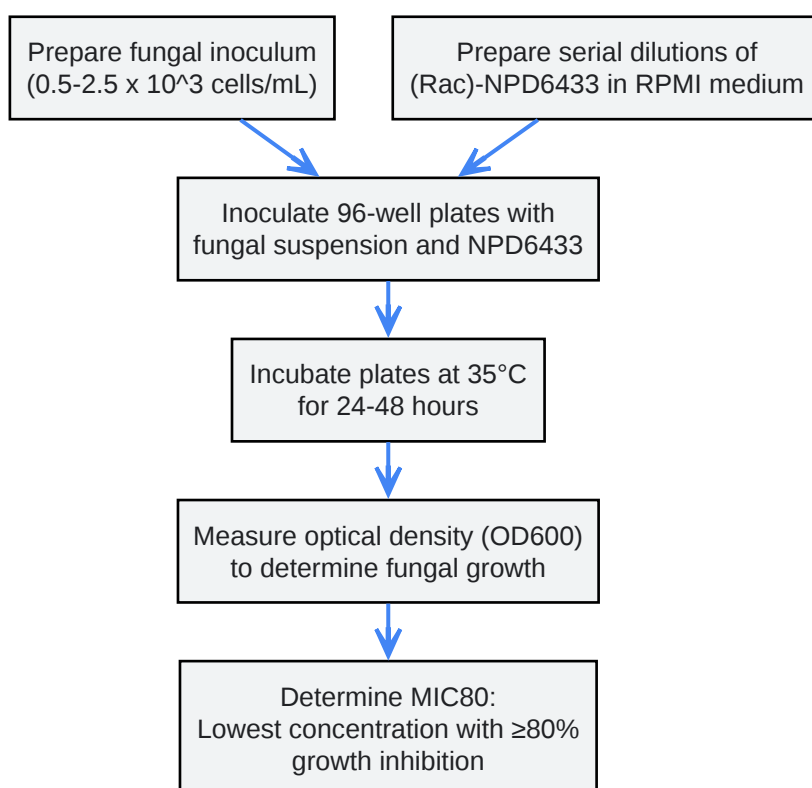 Prepare fungal inoculum
(0.5-2.5 x 10^3 cells/mL)
Prepare serial dilutions of
(Rac)-NPD6433 in RPMI medium
Inoculate 96-well plates with
fungal suspension and NPD6433
Incubate plates at 35°C
for 24-48 hours
Measure optical density (OD600)
to determine fungal growth
Determine MIC80:
Lowest concentration with ≥80%
growth inhibition